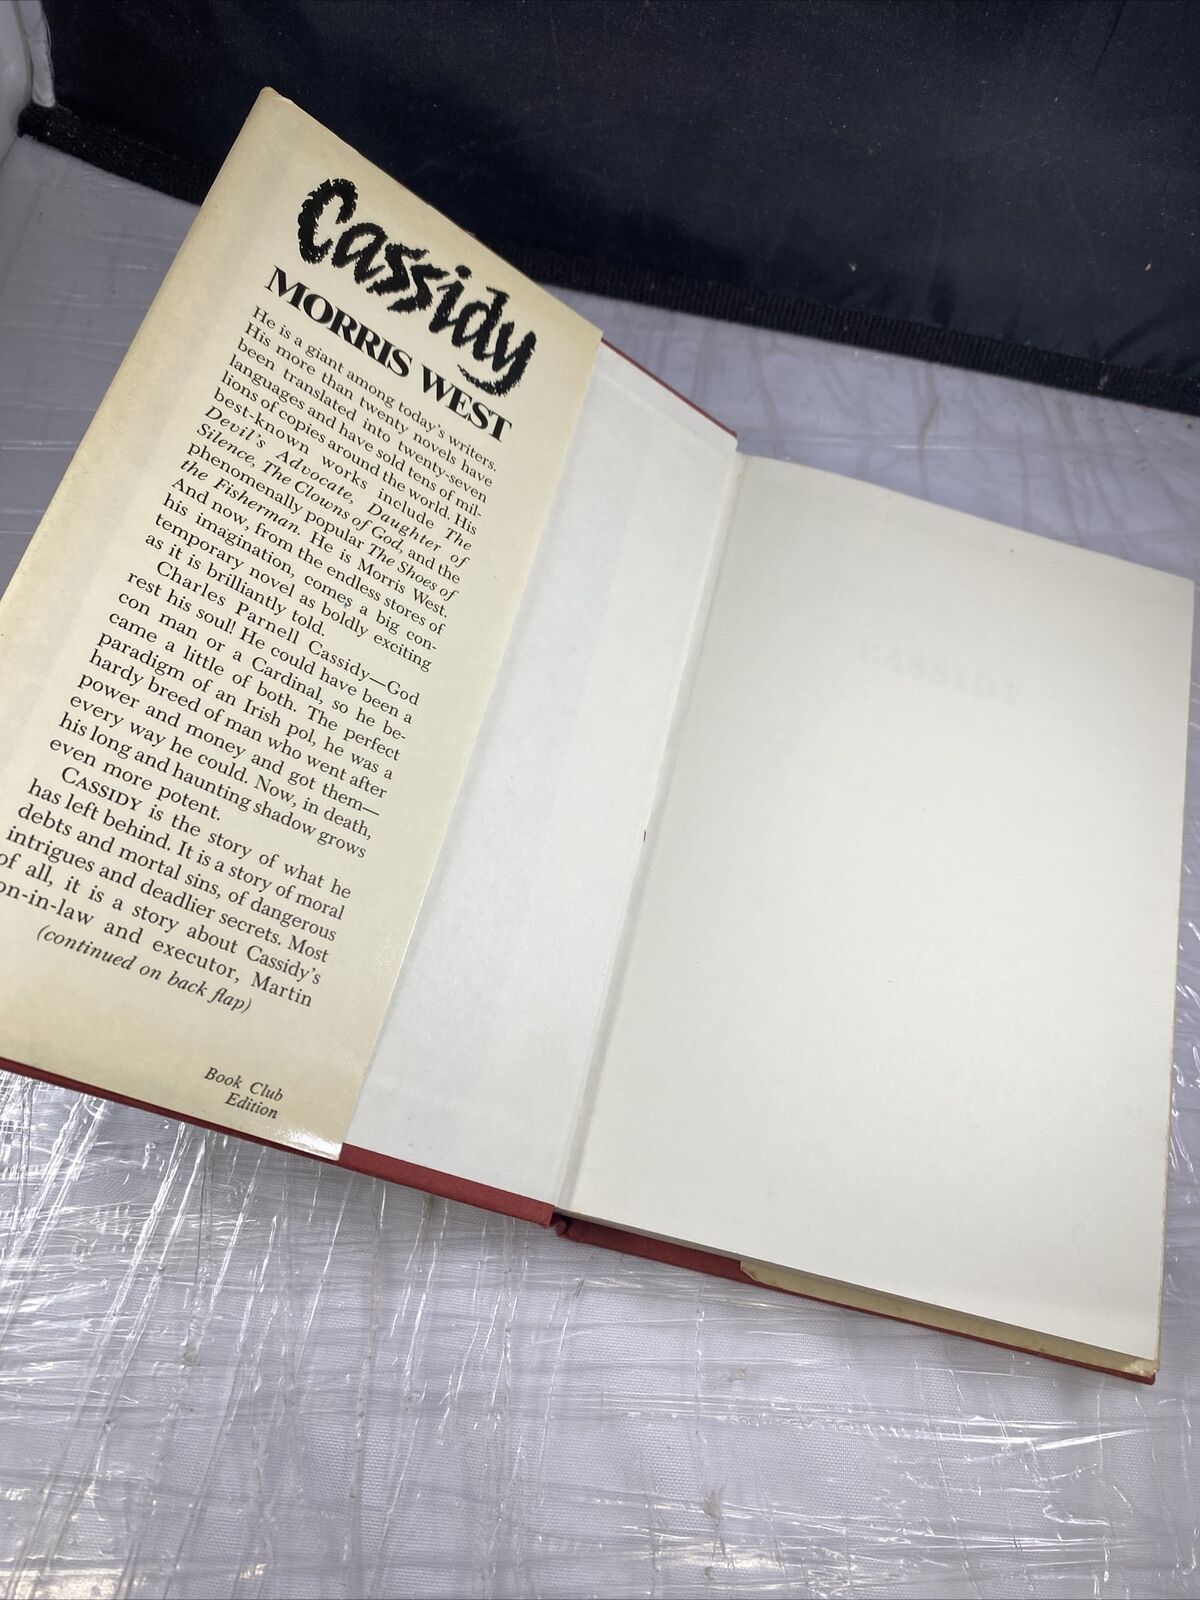 Cassidy
MORRIS WEST
He is a giant among today's writers.
His more than twenty novels have
been translated into twenty-seven
languages and have sold tens of mil-
lions of copies around the world. His
best-known works include The
Devil's Advocate, Daughter of
Silence, The Clowns of God, and the
phenomenally popular The Shoes of
the Fisherman. He is Morris West.
And now, from the endless stores of
his imagination, comes a big con-
temporary novel as boldly exciting
as it is brilliantly told.
Charles Parnell Cassidy—God
rest his soul! He could have been a
con man or a Cardinal, so he be-
came a little of both. The perfect
paradigm of an Irish pol, he was a
hardy breed of man who went after
power and money and got them—
every way he could. Now, in death,
his long and haunting shadow grows
even more potent.
CASSIDY is the story of what he
has left behind. It is a story of moral
debts and mortal sins, of dangerous
intrigues and deadlier secrets. Most
of all, it is a story about Cassidy's
on-in-law and executor, Martin
(continued on back flap)
Book Club
Edition